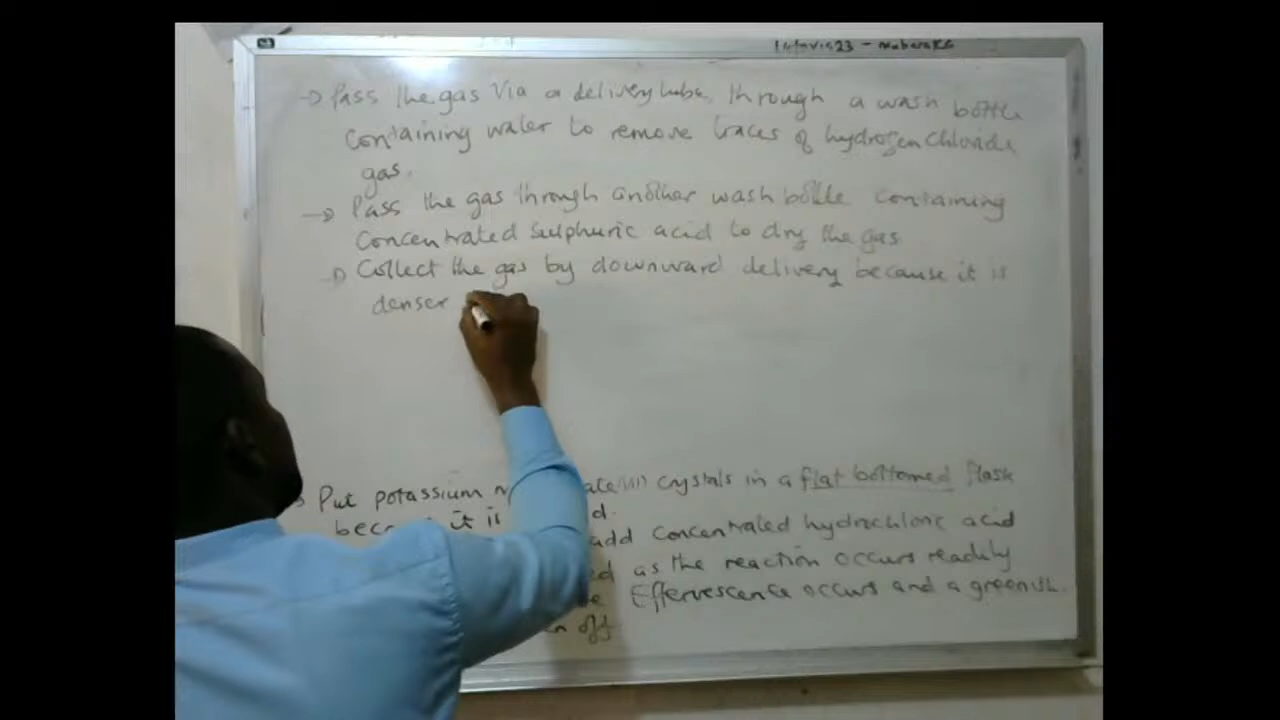 → Pass the gas via a delivery tube, through a wash bottle
containing water to remove traces of hydrogen chloride
gas.
→ Pass the gas through another wash bottle containing
concentrated sulphuric acid to dry the gas
→ Collect the gas by downward delivery because it is
denser
Put potassium crystals in a flat bottomed flask
it is
add concentrated hydrochloric acid
as the reaction occurs readily
Effervescence occurs and a greenish
off